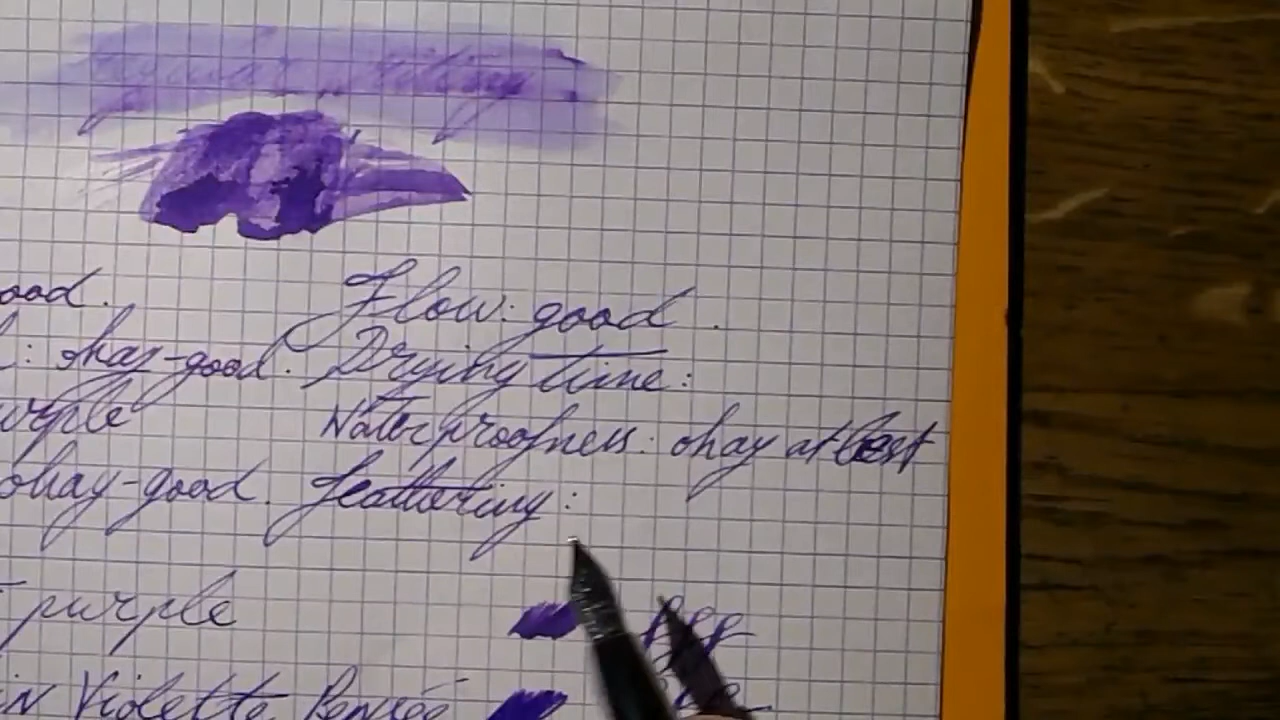 writing
ood. Flow: good.
: okay-good. Drying time:
urple Waterproofness: okay at best
okay-good. Feathering:
purple
in Violette Pensée